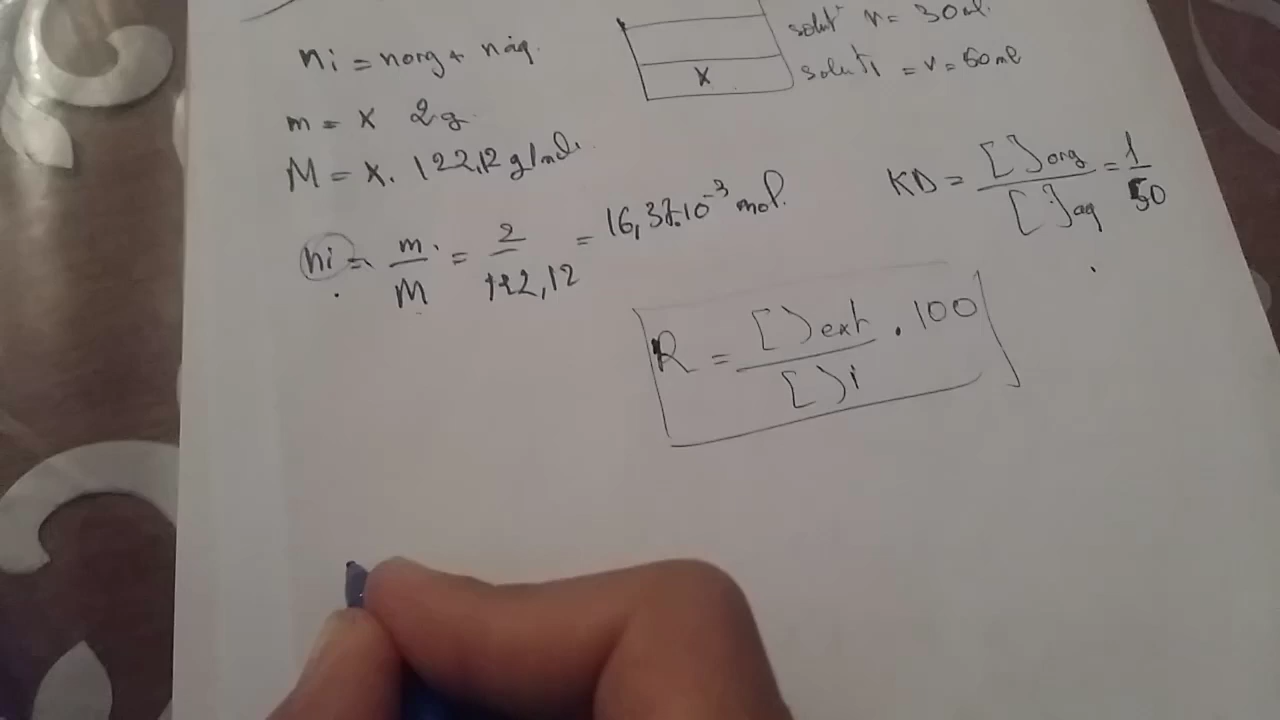 solut° v = 30 ml.
ni = norg + naq.
X
solut1 = v = 60 ml
m = X 2g.
M = X. 122,12 g/mol.
KD = [ ]org / [ ]aq = 1 / 50
ni = m / M = 2 / 122,12 = 16,37.10^-3 mol.
R = [ ] ext / [ ] i . 100